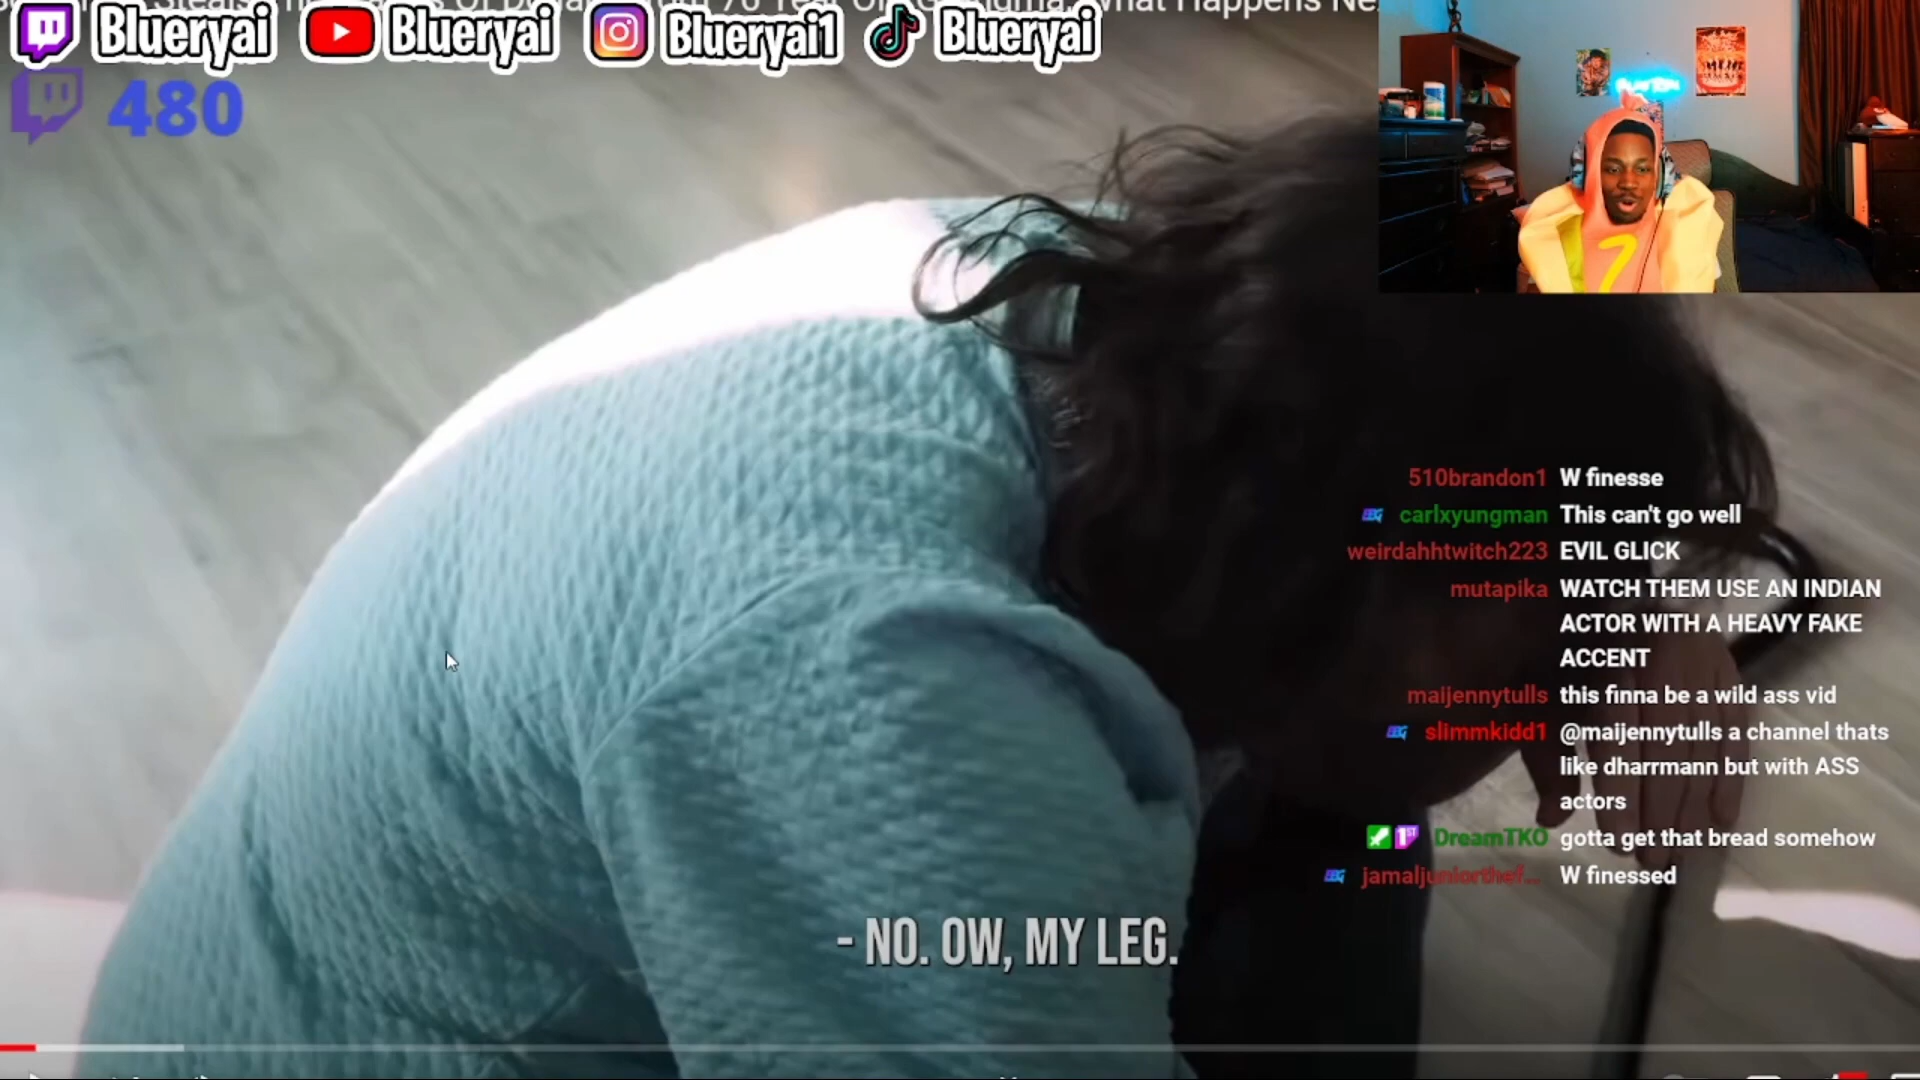 Blueryai Blueryai Blueryai1 Blueryai
480
510brandon1 W finesse
carlxyungman This can't go well
weirdahhtwitch223 EVIL GLICK
mutapika WATCH THEM USE AN INDIAN
ACTOR WITH A HEAVY FAKE
ACCENT
maijennytulls this finna be a wild ass vid
slimmkidd1 @maijennytulls a channel thats
like dharrmann but with ASS
actors
DreamTKO gotta get that bread somehow
jamaljuniorthef... W finessed
- NO. OW, MY LEG.